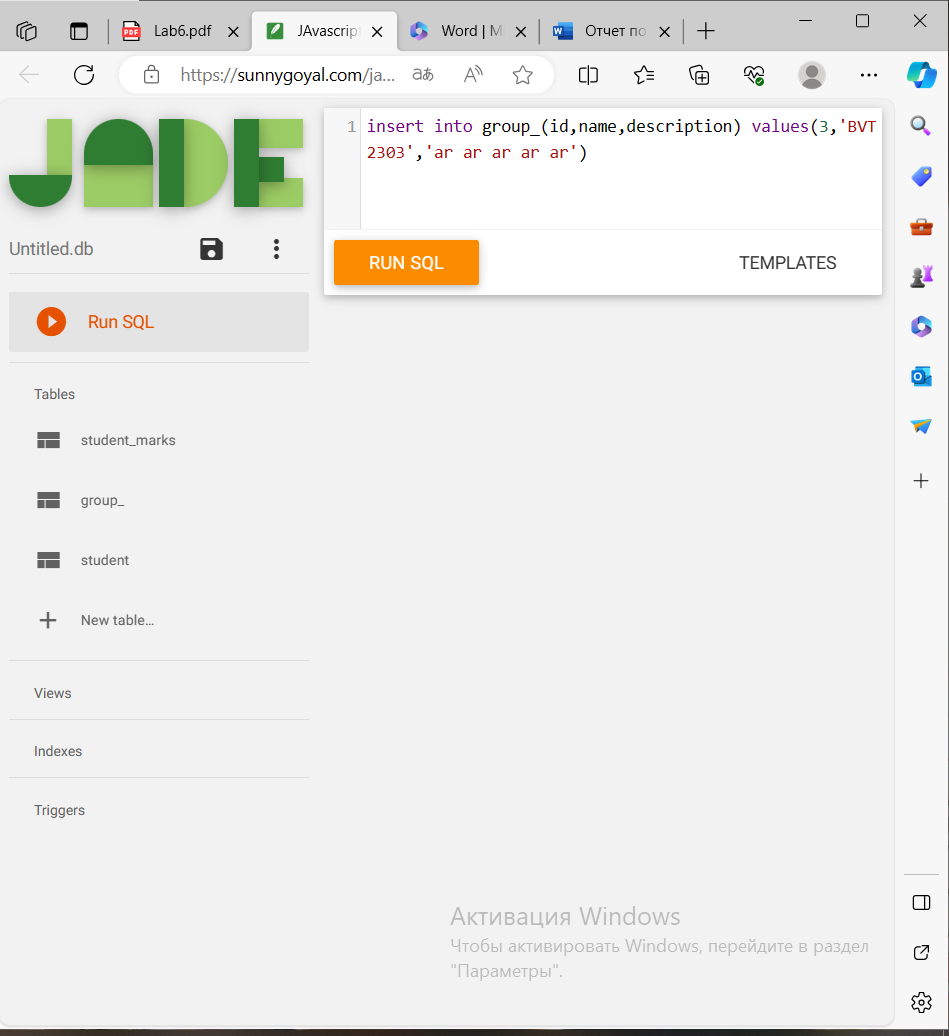 Lab6.pdf
JAvascrip
Word | M
Отчет по
https://sunnygoyal.com/ja...
JADE
Untitled.db
Run SQL
Tables
student_marks
group_
student
New table...
Views
Indexes
Triggers
1 insert into group_(id,name,description) values(3,'BVT
2303','ar ar ar ar ar')
RUN SQL
TEMPLATES
Активация Windows
Чтобы активировать Windows, перейдите в раздел
"Параметры".